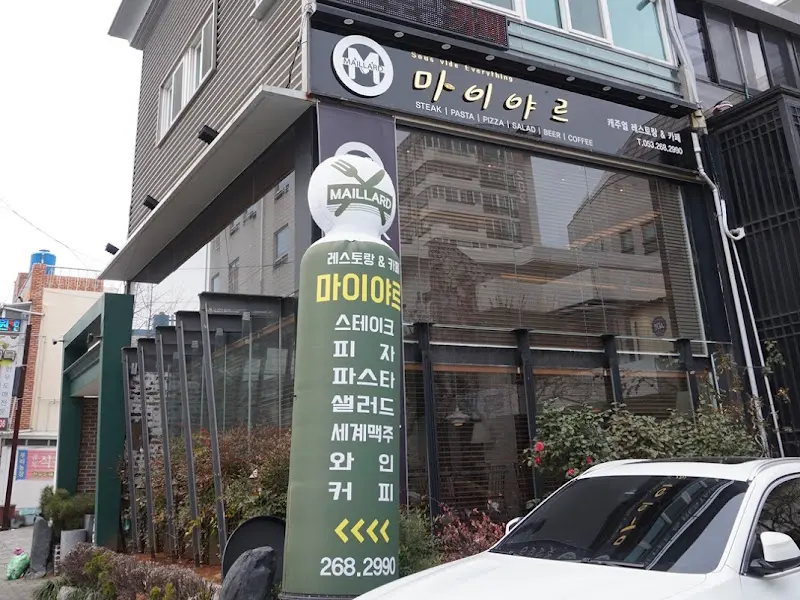 MAILLARD
M
Sous vide Everything
마이야르
STEAK | PASTA | PIZZA | SALAD | BEER | COFFEE
캐주얼 레스토랑 & 카페
T.053.268.2990
MAILLARD
레스토랑 & 카페
마이야르
스테이크
피 자
파스타
샐러드
세계맥주
와 인
커 피
<<<<
268.2990